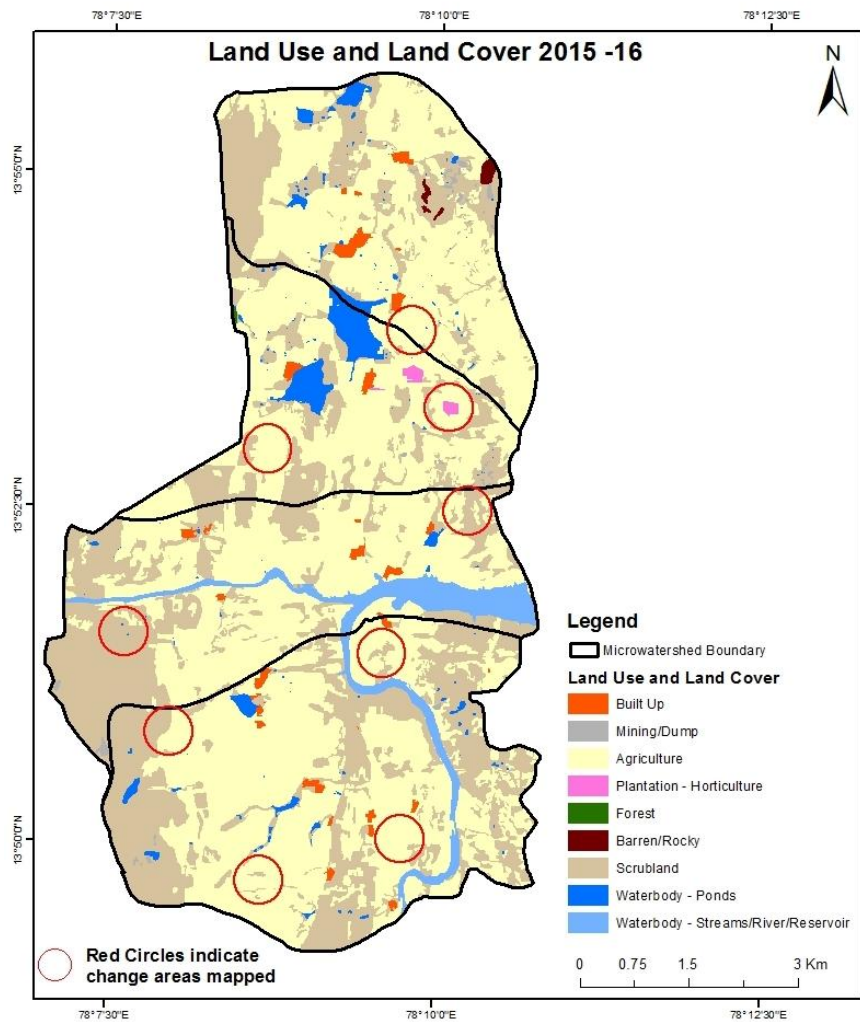 78°7'30"E
78°10'0"E
78°12'30"E
Land Use and Land Cover 2015 -16
N
13°55'0"N
13°52'30"N
13°50'0"N
Legend
Microwatershed Boundary
Land Use and Land Cover
Built Up
Mining/Dump
Agriculture
Plantation - Horticulture
Forest
Barren/Rocky
Scrubland
Waterbody - Ponds
Waterbody - Streams/River/Reservoir
Red Circles indicate
change areas mapped
0 0.75 1.5 3 Km
78°7'30"E
78°10'0"E
78°12'30"E